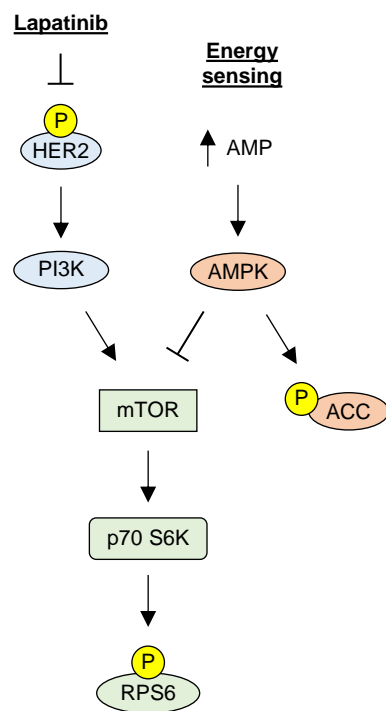 Lapatinib
Energy
sensing
P
HER2
AMP
PI3K
AMPK
mTOR
P
ACC
p70 S6K
P
RPS6